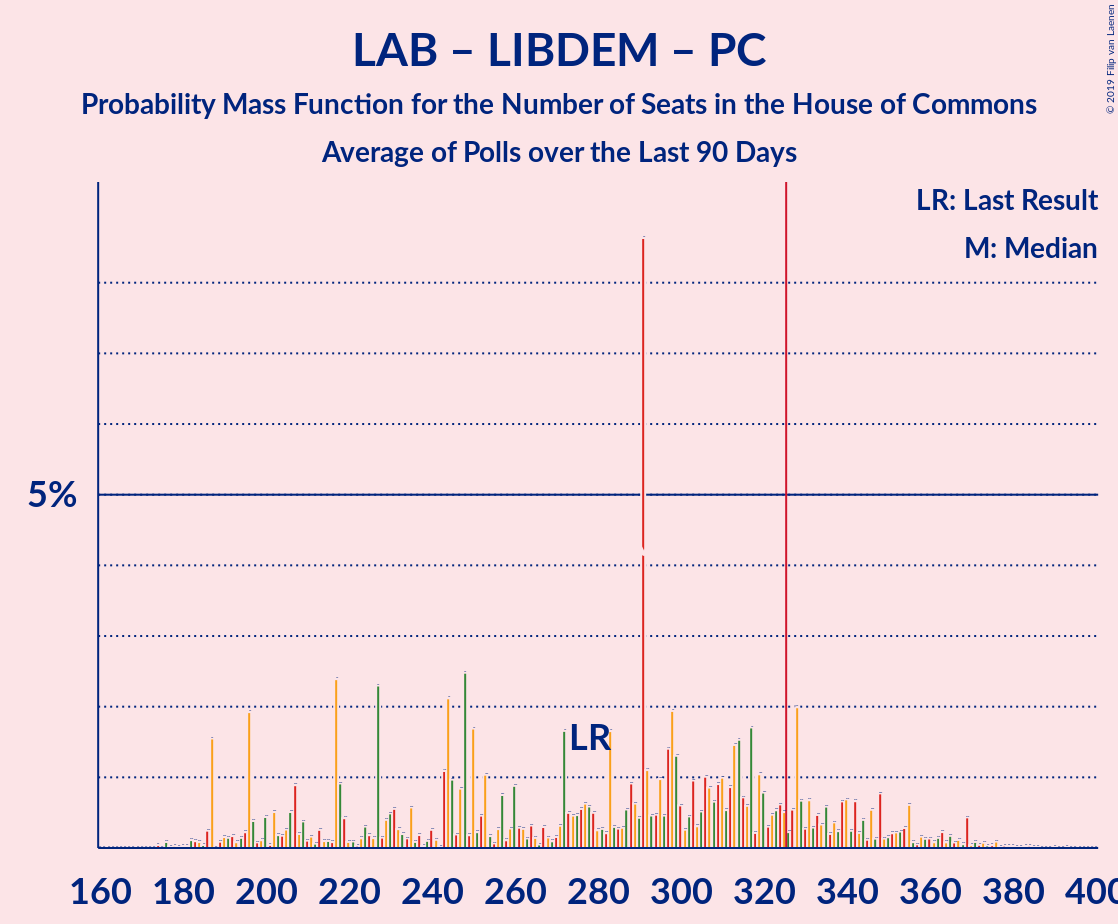 LAB – LIBDEM – PC
Probability Mass Function for the Number of Seats in the House of Commons
Average of Polls over the Last 90 Days
© 2019 Filip van Laenen
LR: Last Result
M: Median
5%
LR
160 180 200 220 240 260 280 300 320 340 360 380 400